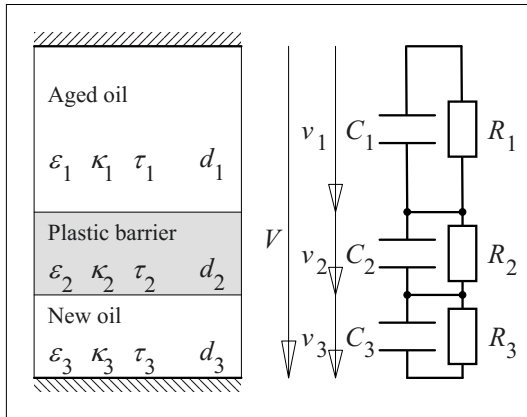 Aged oil
ε₁ κ₁ τ₁ d₁
Plastic barrier
ε₂ κ₂ τ₂ d₂
New oil
ε₃ κ₃ τ₃ d₃
V
v₁ C₁ R₁
v₂ C₂ R₂
v₃ C₃ R₃